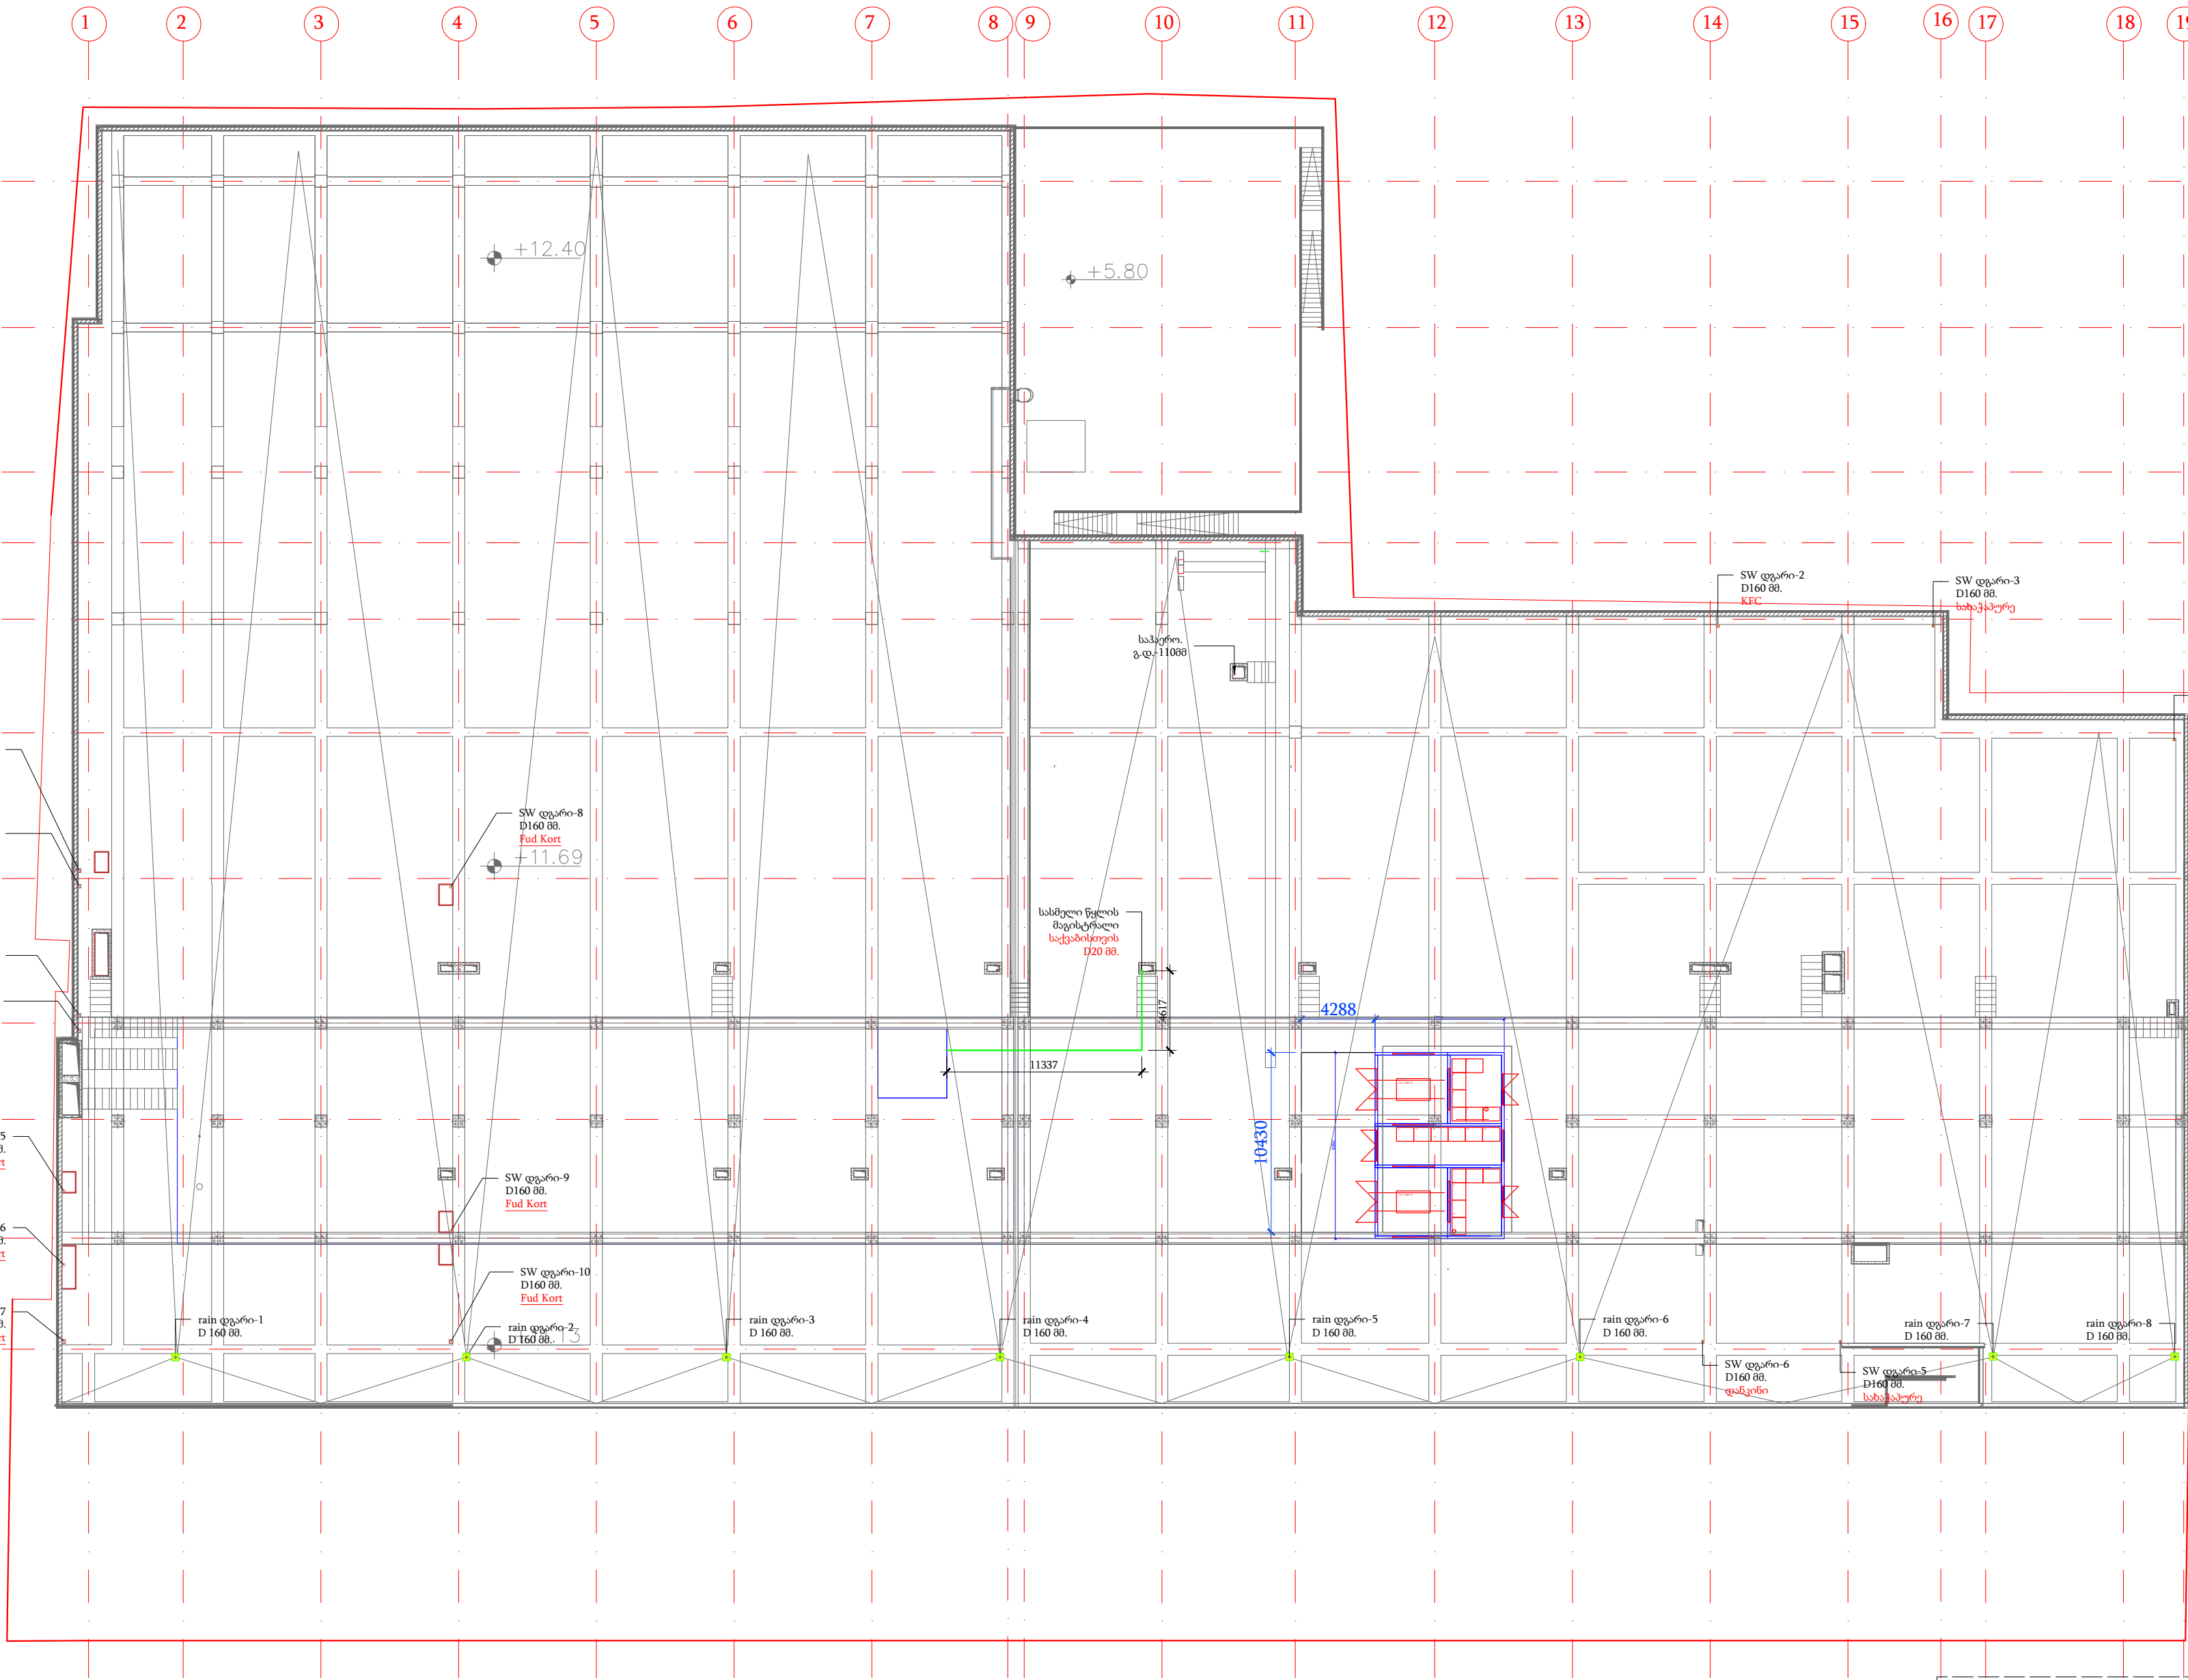 1 2 3 4 5 6 7 8 9 10 11 12 13 14 15 16 17 18 19
+12.40
+5.80
SW დგარი-2
D160 მმ.
KFC
SW დგარი-3
D160 მმ.
სახაჭაპურე
საჰაერო.
გ.დ.-110მმ
SW დგარი-8
D160 მმ.
Fud Kort
+11.69
სასმელი წყლის
მაგისტრალი
საქვაბისთვის
D20 მმ.
4617
4288
11337
10430
5
SW დგარი-9
D160 მმ.
Fud Kort
6
SW დგარი-10
D160 მმ.
Fud Kort
7
rain დგარი-1
D 160 მმ.
rain დგარი-2
D 160 მმ.
rain დგარი-3
D 160 მმ.
rain დგარი-4
D 160 მმ.
rain დგარი-5
D 160 მმ.
rain დგარი-6
D 160 მმ.
rain დგარი-7
D 160 მმ.
rain დგარი-8
D 160 მმ.
SW დგარი-6
D160 მმ.
დანკინი
SW დგარი-5
D160 მმ.
სახაჭაპურე